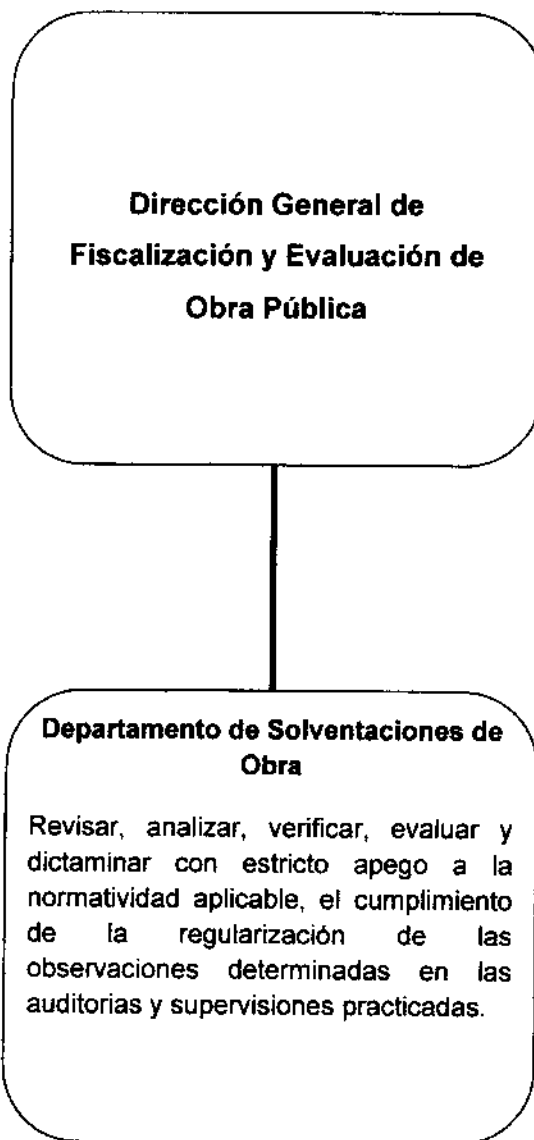 Dirección General de
Fiscalización y Evaluación de
Obra Pública
Departamento de Solventaciones de
Obra
Revisar, analizar, verificar, evaluar y
dictaminar con estricto apego a la
normatividad aplicable, el cumplimiento
de la regularización de las
observaciones determinadas en las
auditorias y supervisiones practicadas.